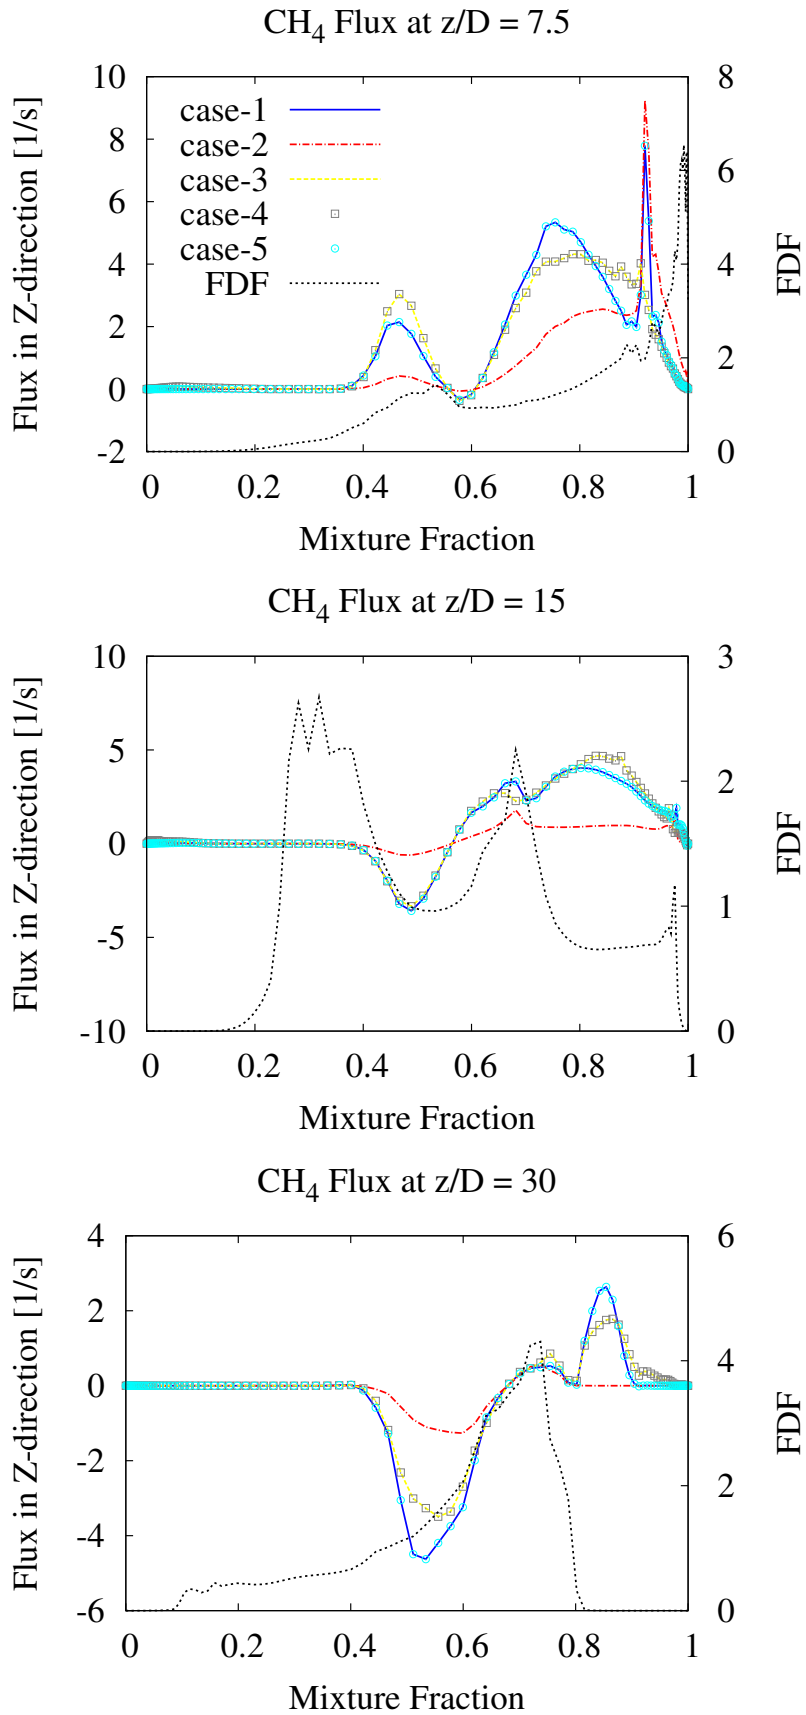 CH4 Flux at z/D = 7.5
Flux in Z-direction [1/s]
10
8
6
4
2
0
-2
case-1
case-2
case-3
case-4
case-5
FDF
8
6
4
2
0
FDF
0 0.2 0.4 0.6 0.8 1
Mixture Fraction
CH4 Flux at z/D = 15
Flux in Z-direction [1/s]
10
5
0
-5
-10
3
2
1
0
FDF
0 0.2 0.4 0.6 0.8 1
Mixture Fraction
CH4 Flux at z/D = 30
Flux in Z-direction [1/s]
4
2
0
-2
-4
-6
6
4
2
0
FDF
0 0.2 0.4 0.6 0.8 1
Mixture Fraction